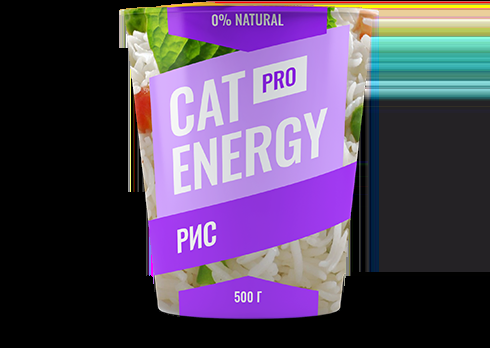 0% NATURAL
CAT PRO
ENERGY
РИС
500 Г